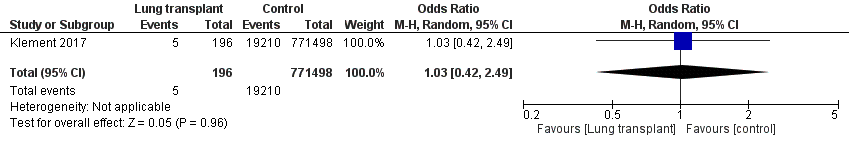 Lung transplant Control Odds Ratio Odds Ratio
Study or Subgroup Events Total Events Total Weight M-H, Random, 95% CI M-H, Random, 95% CI
Klement 2017 5 196 19210 771498 100.0% 1.03 [0.42, 2.49]
Total (95% CI) 196 771498 100.0% 1.03 [0.42, 2.49]
Total events 5 19210
Heterogeneity: Not applicable
Test for overall effect: Z = 0.05 (P = 0.96)
0.2 0.5 1 2 5
Favours [Lung transplant] Favours [control]